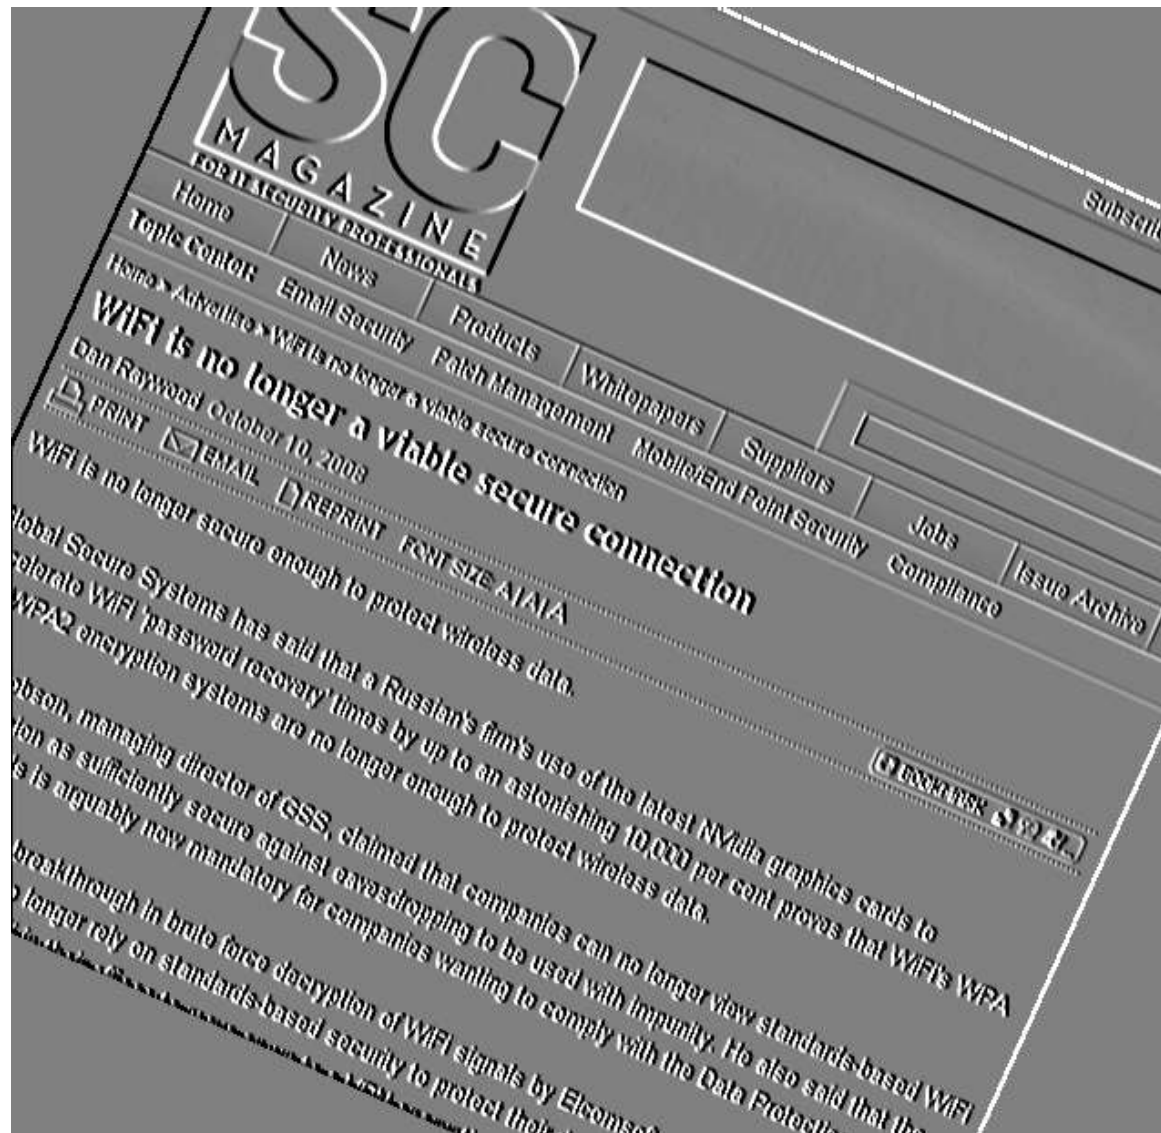 SC
MAGAZINE
FOR IT SECURITY PROFESSIONALS
Subscri
Home News Products Whitepapers Suppliers Jobs Issue Archive
Topic Center: Email Security Patch Management Mobile/End Point Security Compliance
Home > Advertise > WiFi is no longer a viable secure connection
WiFi is no longer a viable secure connection
Dan Raywood October 10, 2008
PRINT EMAIL REPRINT FONT SIZE: A | A | A
BOOKMARK
WiFi is no longer secure enough to protect wireless data.
lobal Secure Systems has said that a Russian's firm's use of the latest NVidia graphics cards to
celerate WiFi 'password recovery' times by up to an astonishing 10,000 per cent proves that WiFi's WPA
WPA2 encryption systems are no longer enough to protect wireless data.
obson, managing director of GSS, claimed that companies can no longer view standards-based WiFi
sion as sufficiently secure against eavesdropping to be used with impunity. He also said that the
s is arguably now mandatory for companies wanting to comply with the Data Protectio
breakthrough in brute force decryption of WiFi signals by Elcomsof
o longer rely on standards-based security to protect their